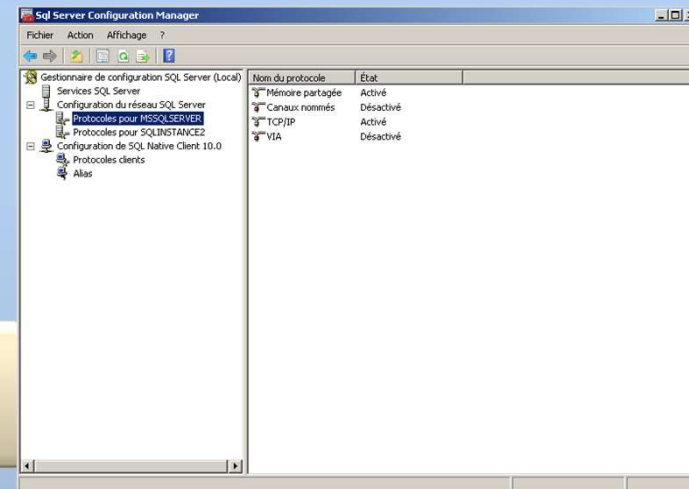 Sql Server Configuration Manager
Fichier Action Affichage ?
Gestionnaire de configuration SQL Server (Local)
Services SQL Server
Configuration du réseau SQL Server
Protocoles pour MSSQLSERVER
Protocoles pour SQLINSTANCE2
Configuration de SQL Native Client 10.0
Protocoles clients
Alias
Nom du protocole État
Mémoire partagée Activé
Canaux nommés Désactivé
TCP/IP Activé
VIA Désactivé